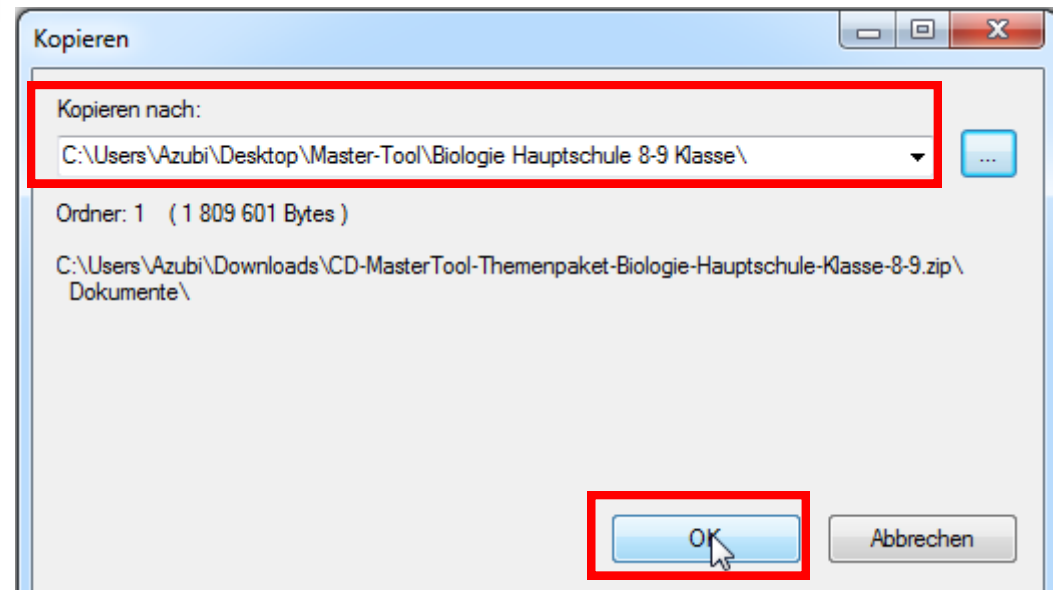 Kopieren
Kopieren nach:
C:\Users\Azubi\Desktop\Master-Tool\Biologie Hauptschule 8-9 Klasse\
...
Ordner: 1 ( 1 809 601 Bytes )
C:\Users\Azubi\Downloads\CD-MasterTool-Themenpaket-Biologie-Hauptschule-Klasse-8-9.zip\
Dokumente\
OK
Abbrechen